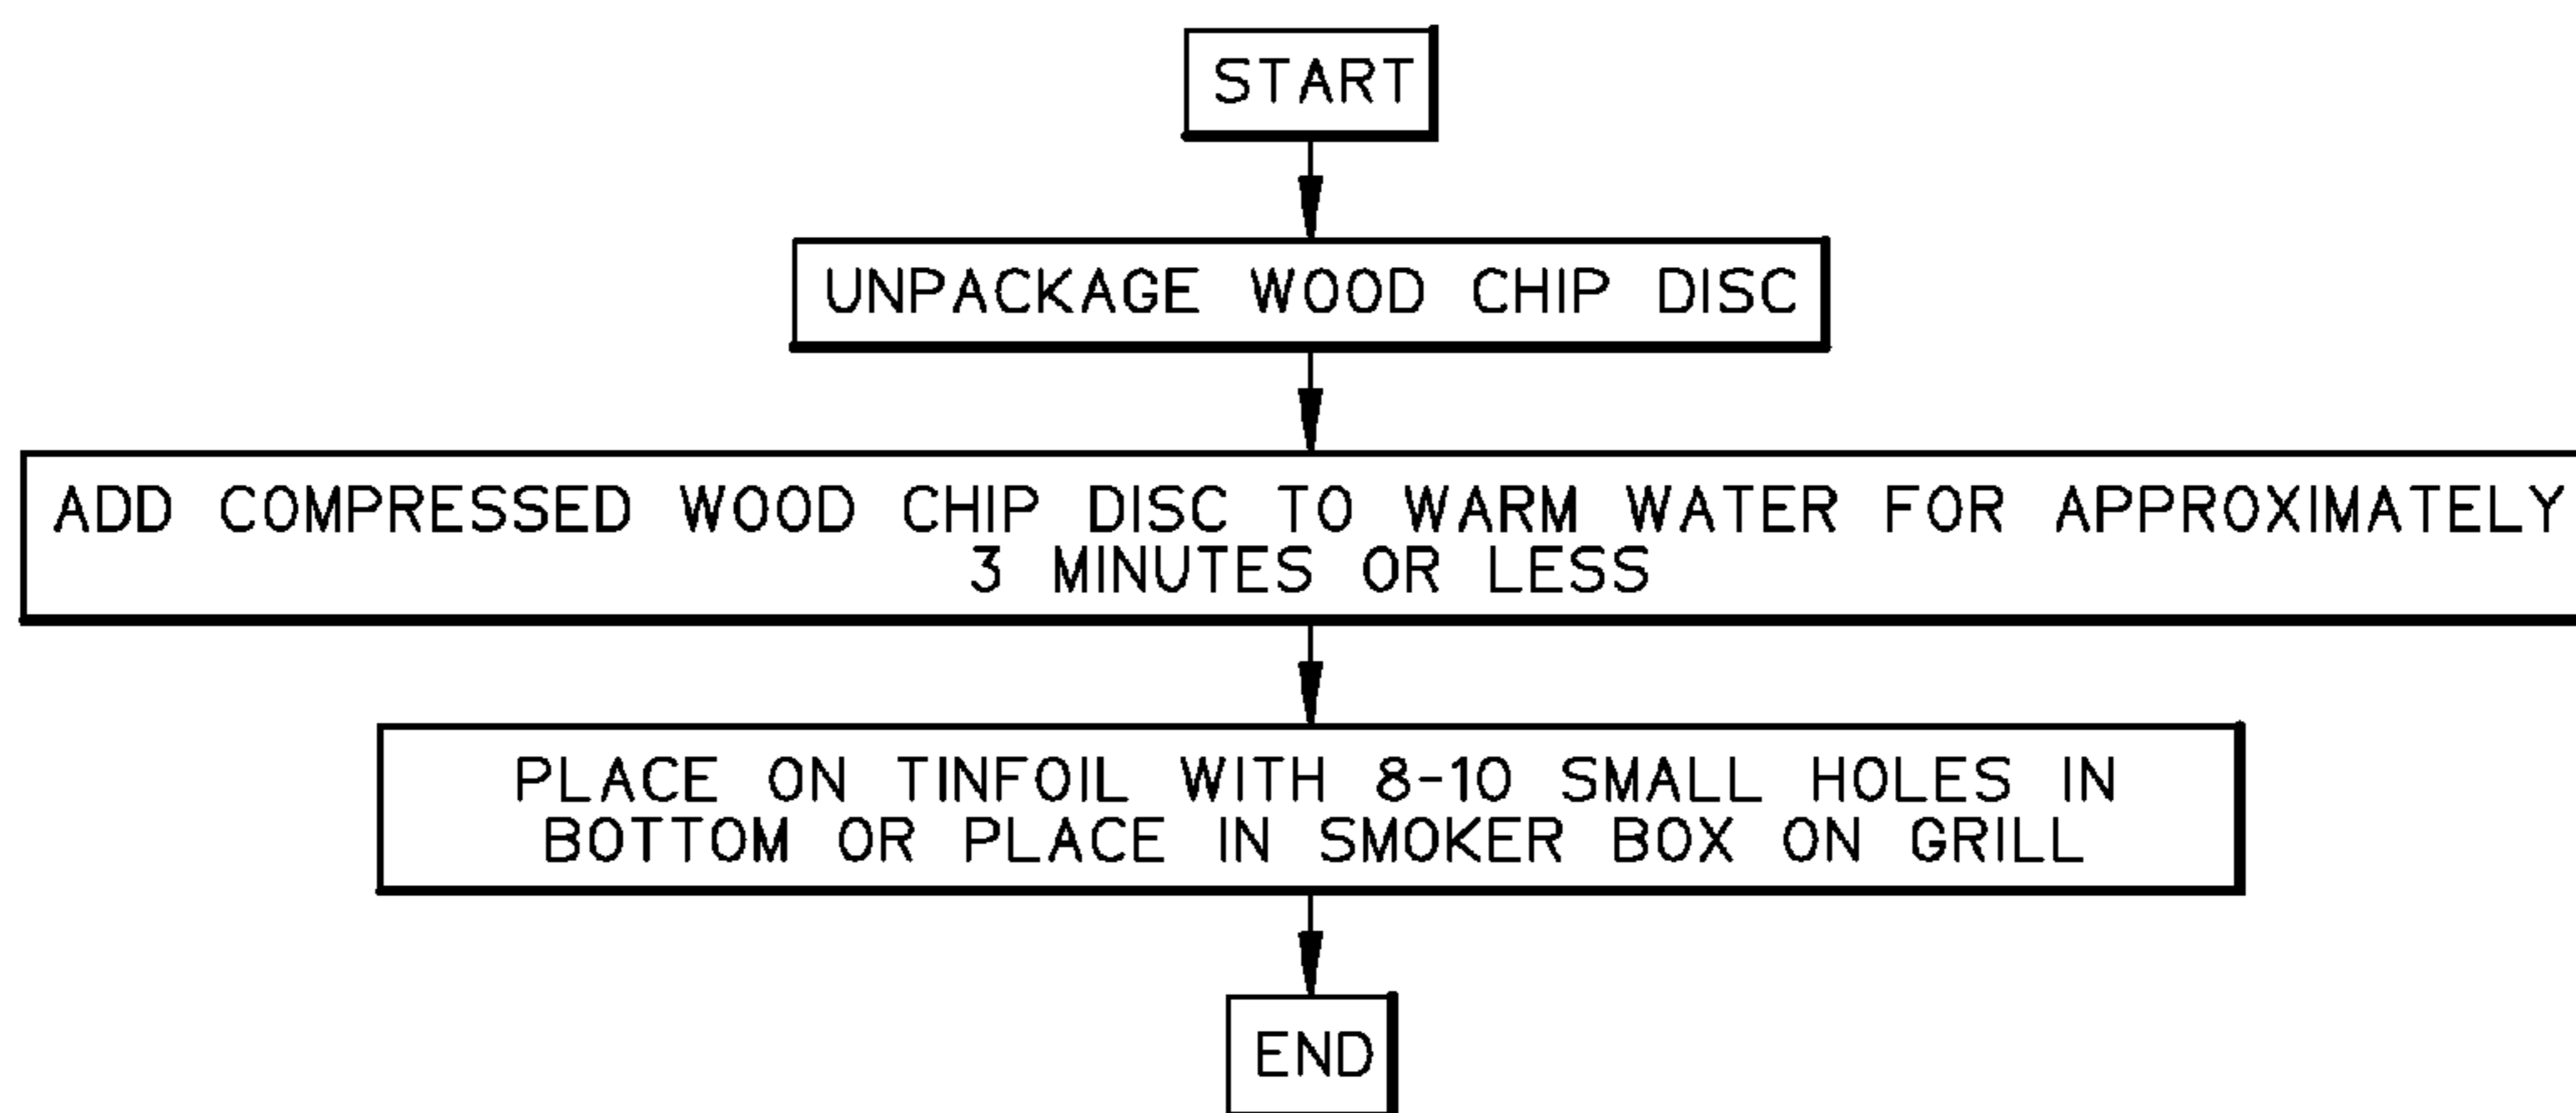 START
UNPACKAGE WOOD CHIP DISC
ADD COMPRESSED WOOD CHIP DISC TO WARM WATER FOR APPROXIMATELY
3 MINUTES OR LESS
PLACE ON TINFOIL WITH 8-10 SMALL HOLES IN
BOTTOM OR PLACE IN SMOKER BOX ON GRILL
END